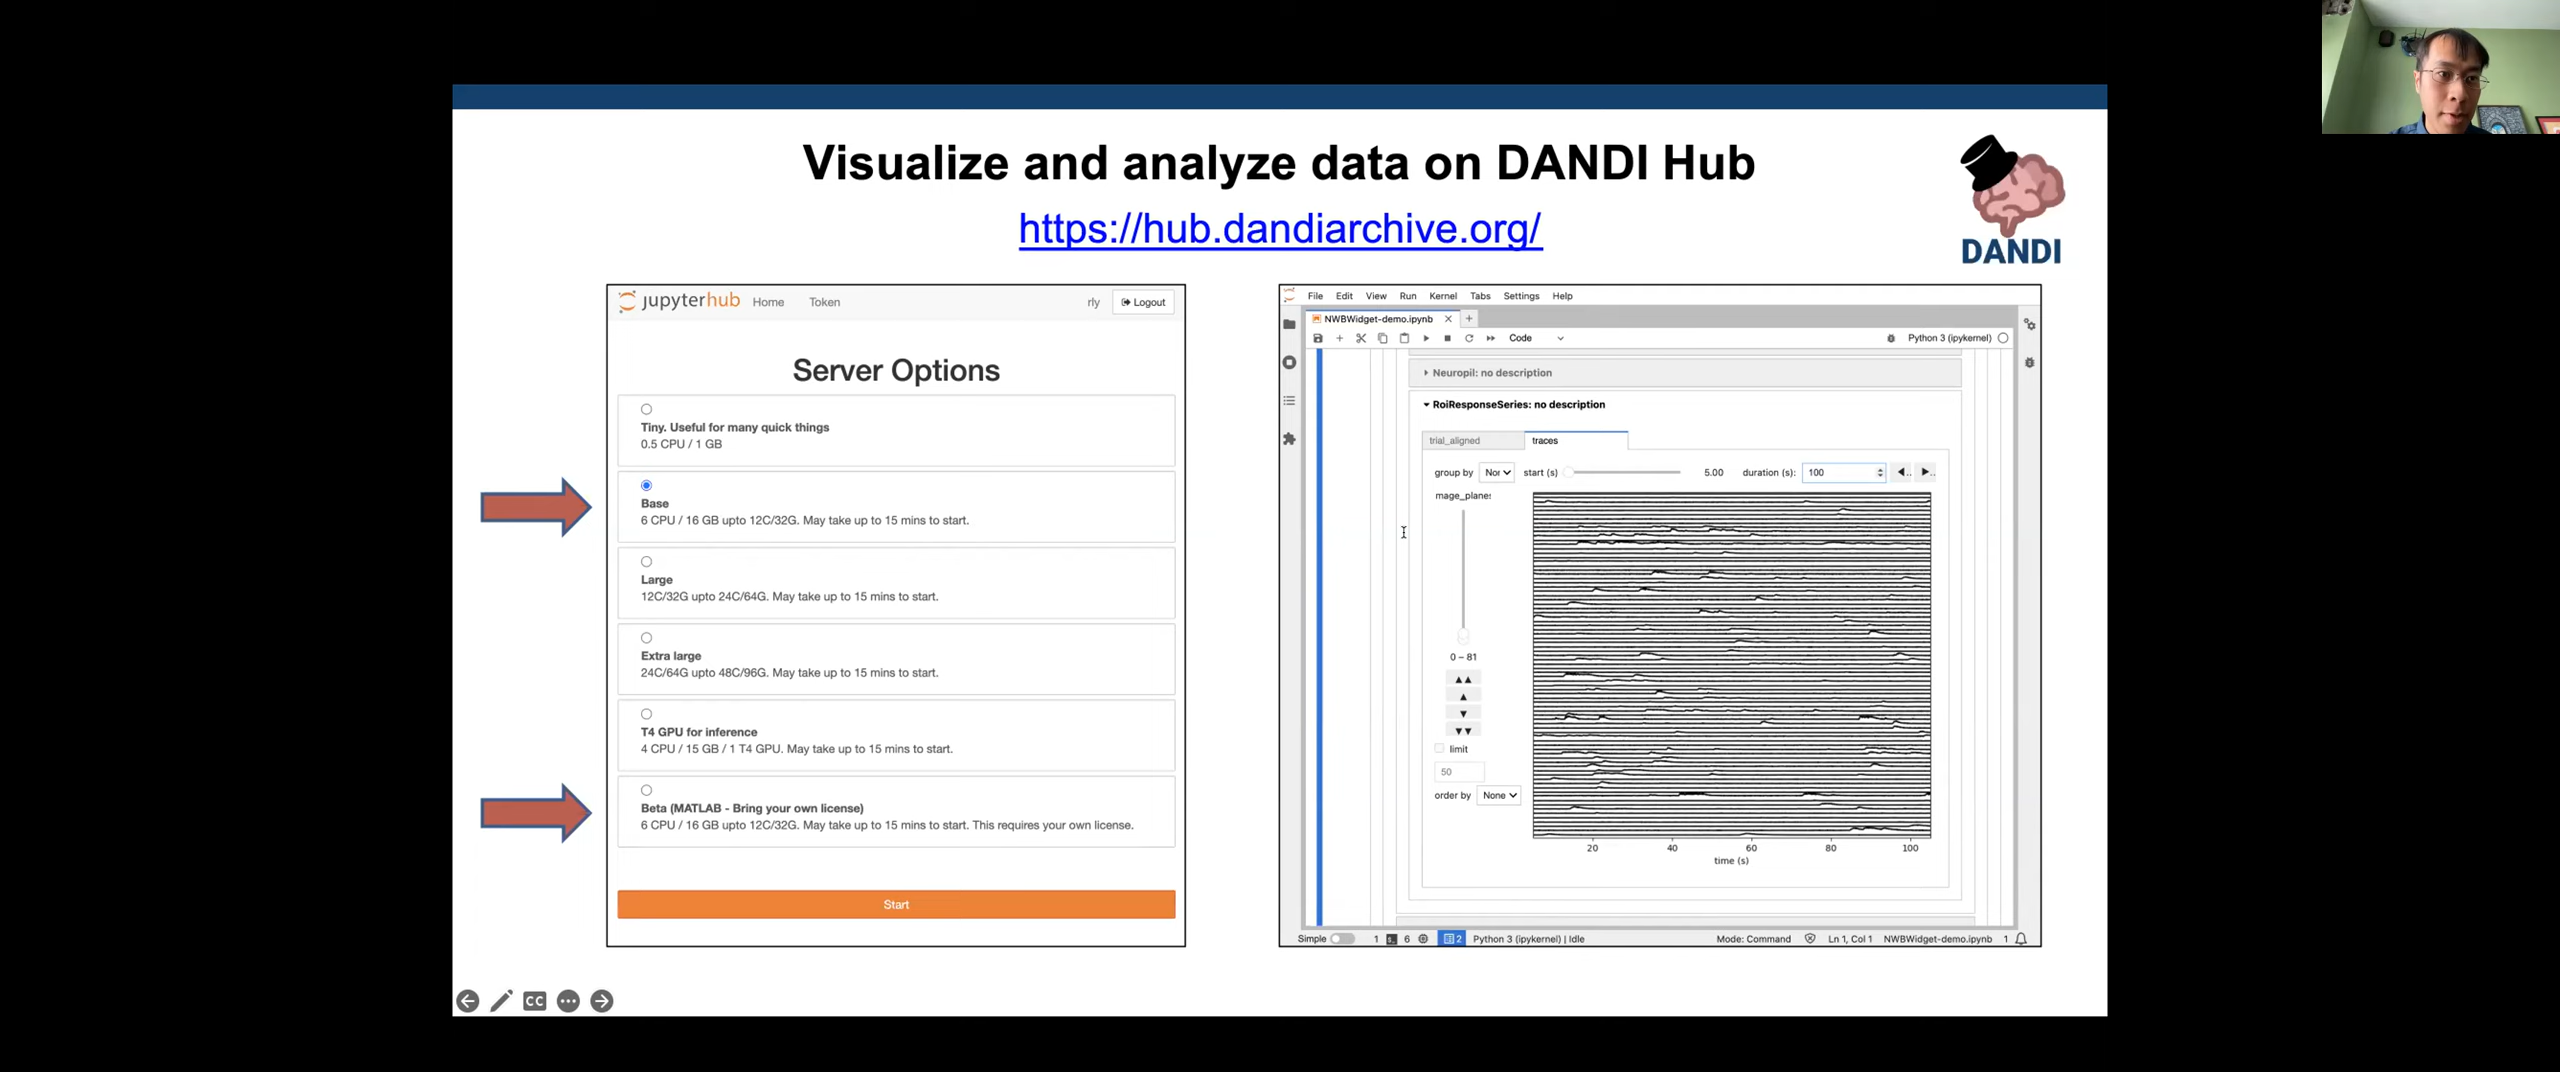 Visualize and analyze data on DANDI Hub
https://hub.dandiarchive.org/
DANDI
jupyterhub Home Token rly Logout
Server Options
Tiny. Useful for many quick things
0.5 CPU / 1 GB
Base
6 CPU / 16 GB upto 12C/32G. May take up to 15 mins to start.
Large
12C/32G upto 24C/64G. May take up to 15 mins to start.
Extra large
24C/64G upto 48C/96G. May take up to 15 mins to start.
T4 GPU for inference
4 CPU / 15 GB / 1 T4 GPU. May take up to 15 mins to start.
Beta (MATLAB - Bring your own license)
6 CPU / 16 GB upto 12C/32G. May take up to 15 mins to start. This requires your own license.
Start
File Edit View Run Kernel Tabs Settings Help
NWBWidget-demo.ipynb
Code Python 3 (ipykernel)
Neuropil: no description
RoiResponseSeries: no description
trial_aligned traces
group by Nor start (s) 5.00 duration (s): 100
mage_plane:
0 – 81
limit
50
order by None
20 40 60 80 100
time (s)
Simple 1 6 2 Python 3 (ipykernel) | Idle Mode: Command Ln 1, Col 1 NWBWidget-demo.ipynb 1
CC